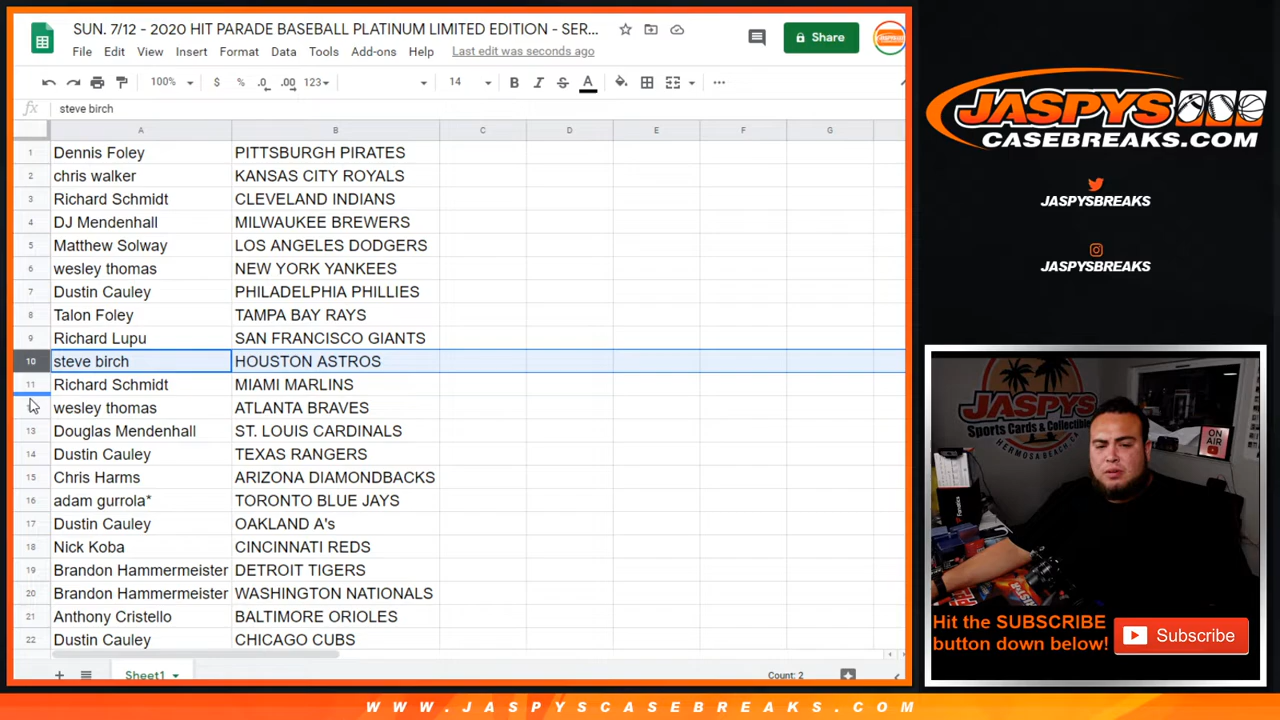 SUN. 7/12 - 2020 HIT PARADE BASEBALL PLATINUM LIMITED EDITION - SER...
File Edit View Insert Format Data Tools Add-ons Help Last edit was seconds ago
Share
100% $ % .0 .00 123 14 B I S A
fx steve birch
A B C D E F G
1 Dennis Foley PITTSBURGH PIRATES
2 chris walker KANSAS CITY ROYALS
3 Richard Schmidt CLEVELAND INDIANS
4 DJ Mendenhall MILWAUKEE BREWERS
5 Matthew Solway LOS ANGELES DODGERS
6 wesley thomas NEW YORK YANKEES
7 Dustin Cauley PHILADELPHIA PHILLIES
8 Talon Foley TAMPA BAY RAYS
9 Richard Lupu SAN FRANCISCO GIANTS
10 steve birch HOUSTON ASTROS
11 Richard Schmidt MIAMI MARLINS
wesley thomas ATLANTA BRAVES
13 Douglas Mendenhall ST. LOUIS CARDINALS
14 Dustin Cauley TEXAS RANGERS
15 Chris Harms ARIZONA DIAMONDBACKS
16 adam gurrola* TORONTO BLUE JAYS
17 Dustin Cauley OAKLAND A's
18 Nick Koba CINCINNATI REDS
19 Brandon Hammermeister DETROIT TIGERS
20 Brandon Hammermeister WASHINGTON NATIONALS
21 Anthony Cristello BALTIMORE ORIOLES
22 Dustin Cauley CHICAGO CUBS
Sheet1 Count: 2
JASPYS
CASEBREAKS.COM
JASPYSBREAKS
JASPYSBREAKS
JASPYS
Sports Cards & Collectibles
HERMOSA BEACH, CA
ON AIR
Fanatics
Hit the SUBSCRIBE
button down below!
Subscribe
WWW.JASPYSCASEBREAKS.COM